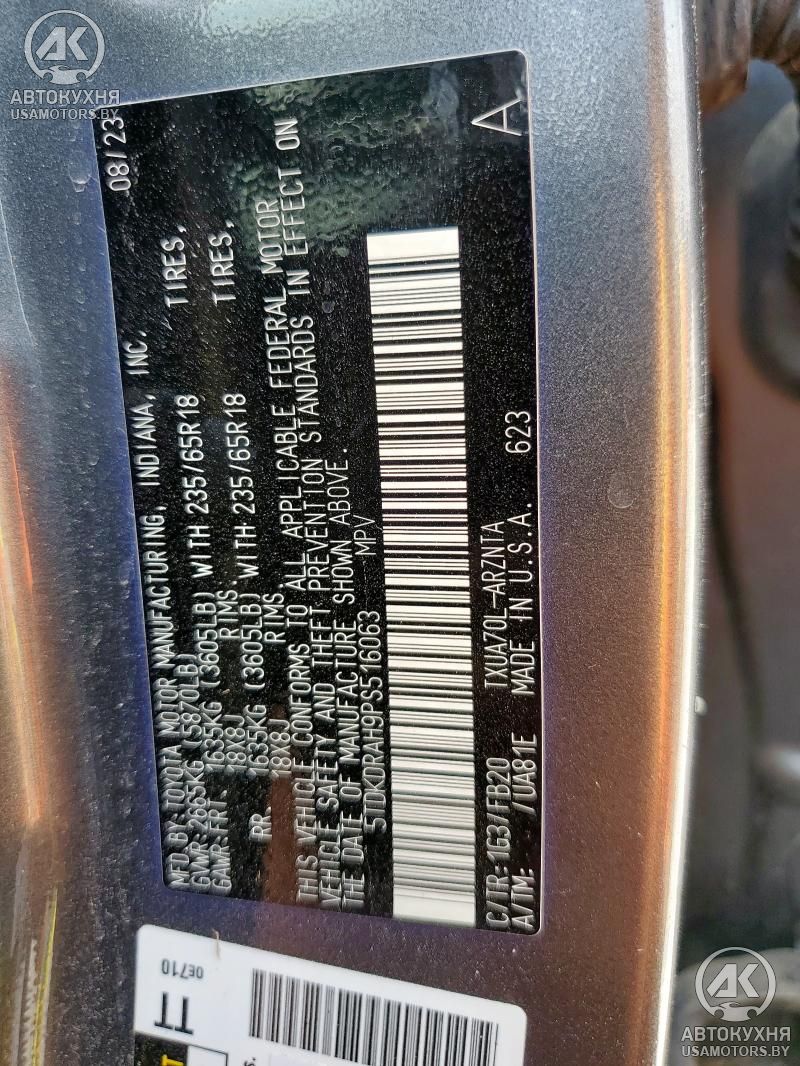 AK
АВТОКУХНЯ
USAMOTORS.BY
MFD BY: TOYOTA MOTOR MANUFACTURING, INDIANA, INC. 08/23
GVWR 2665KG (5870LB)
GAWR FRT 1635KG (3605LB) WITH 235/65R18 TIRES,
18X8J RIMS.
RR 1635KG (3605LB) WITH 235/65R18 TIRES,
18X8J RIMS.
THIS VEHICLE CONFORMS TO ALL APPLICABLE FEDERAL MOTOR
VEHICLE SAFETY AND THEFT PREVENTION STANDARDS IN EFFECT ON
THE DATE OF MANUFACTURE SHOWN ABOVE.
5TDKDRAH9PS516063 MPV
C/TR: 1G3/FB20 TXUA70L-ARZNTA A
A/TM: /UA81E MADE IN U.S.A. 623
TT
0E710
AK
АВТОКУХНЯ
USAMOTORS.BY